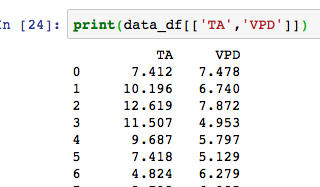 n [24]: print(data_df[['TA','VPD']])
TA VPD
0 7.412 7.478
1 10.196 6.740
2 12.619 7.872
3 11.507 4.953
4 9.687 5.797
5 7.418 5.129
6 4.824 6.279